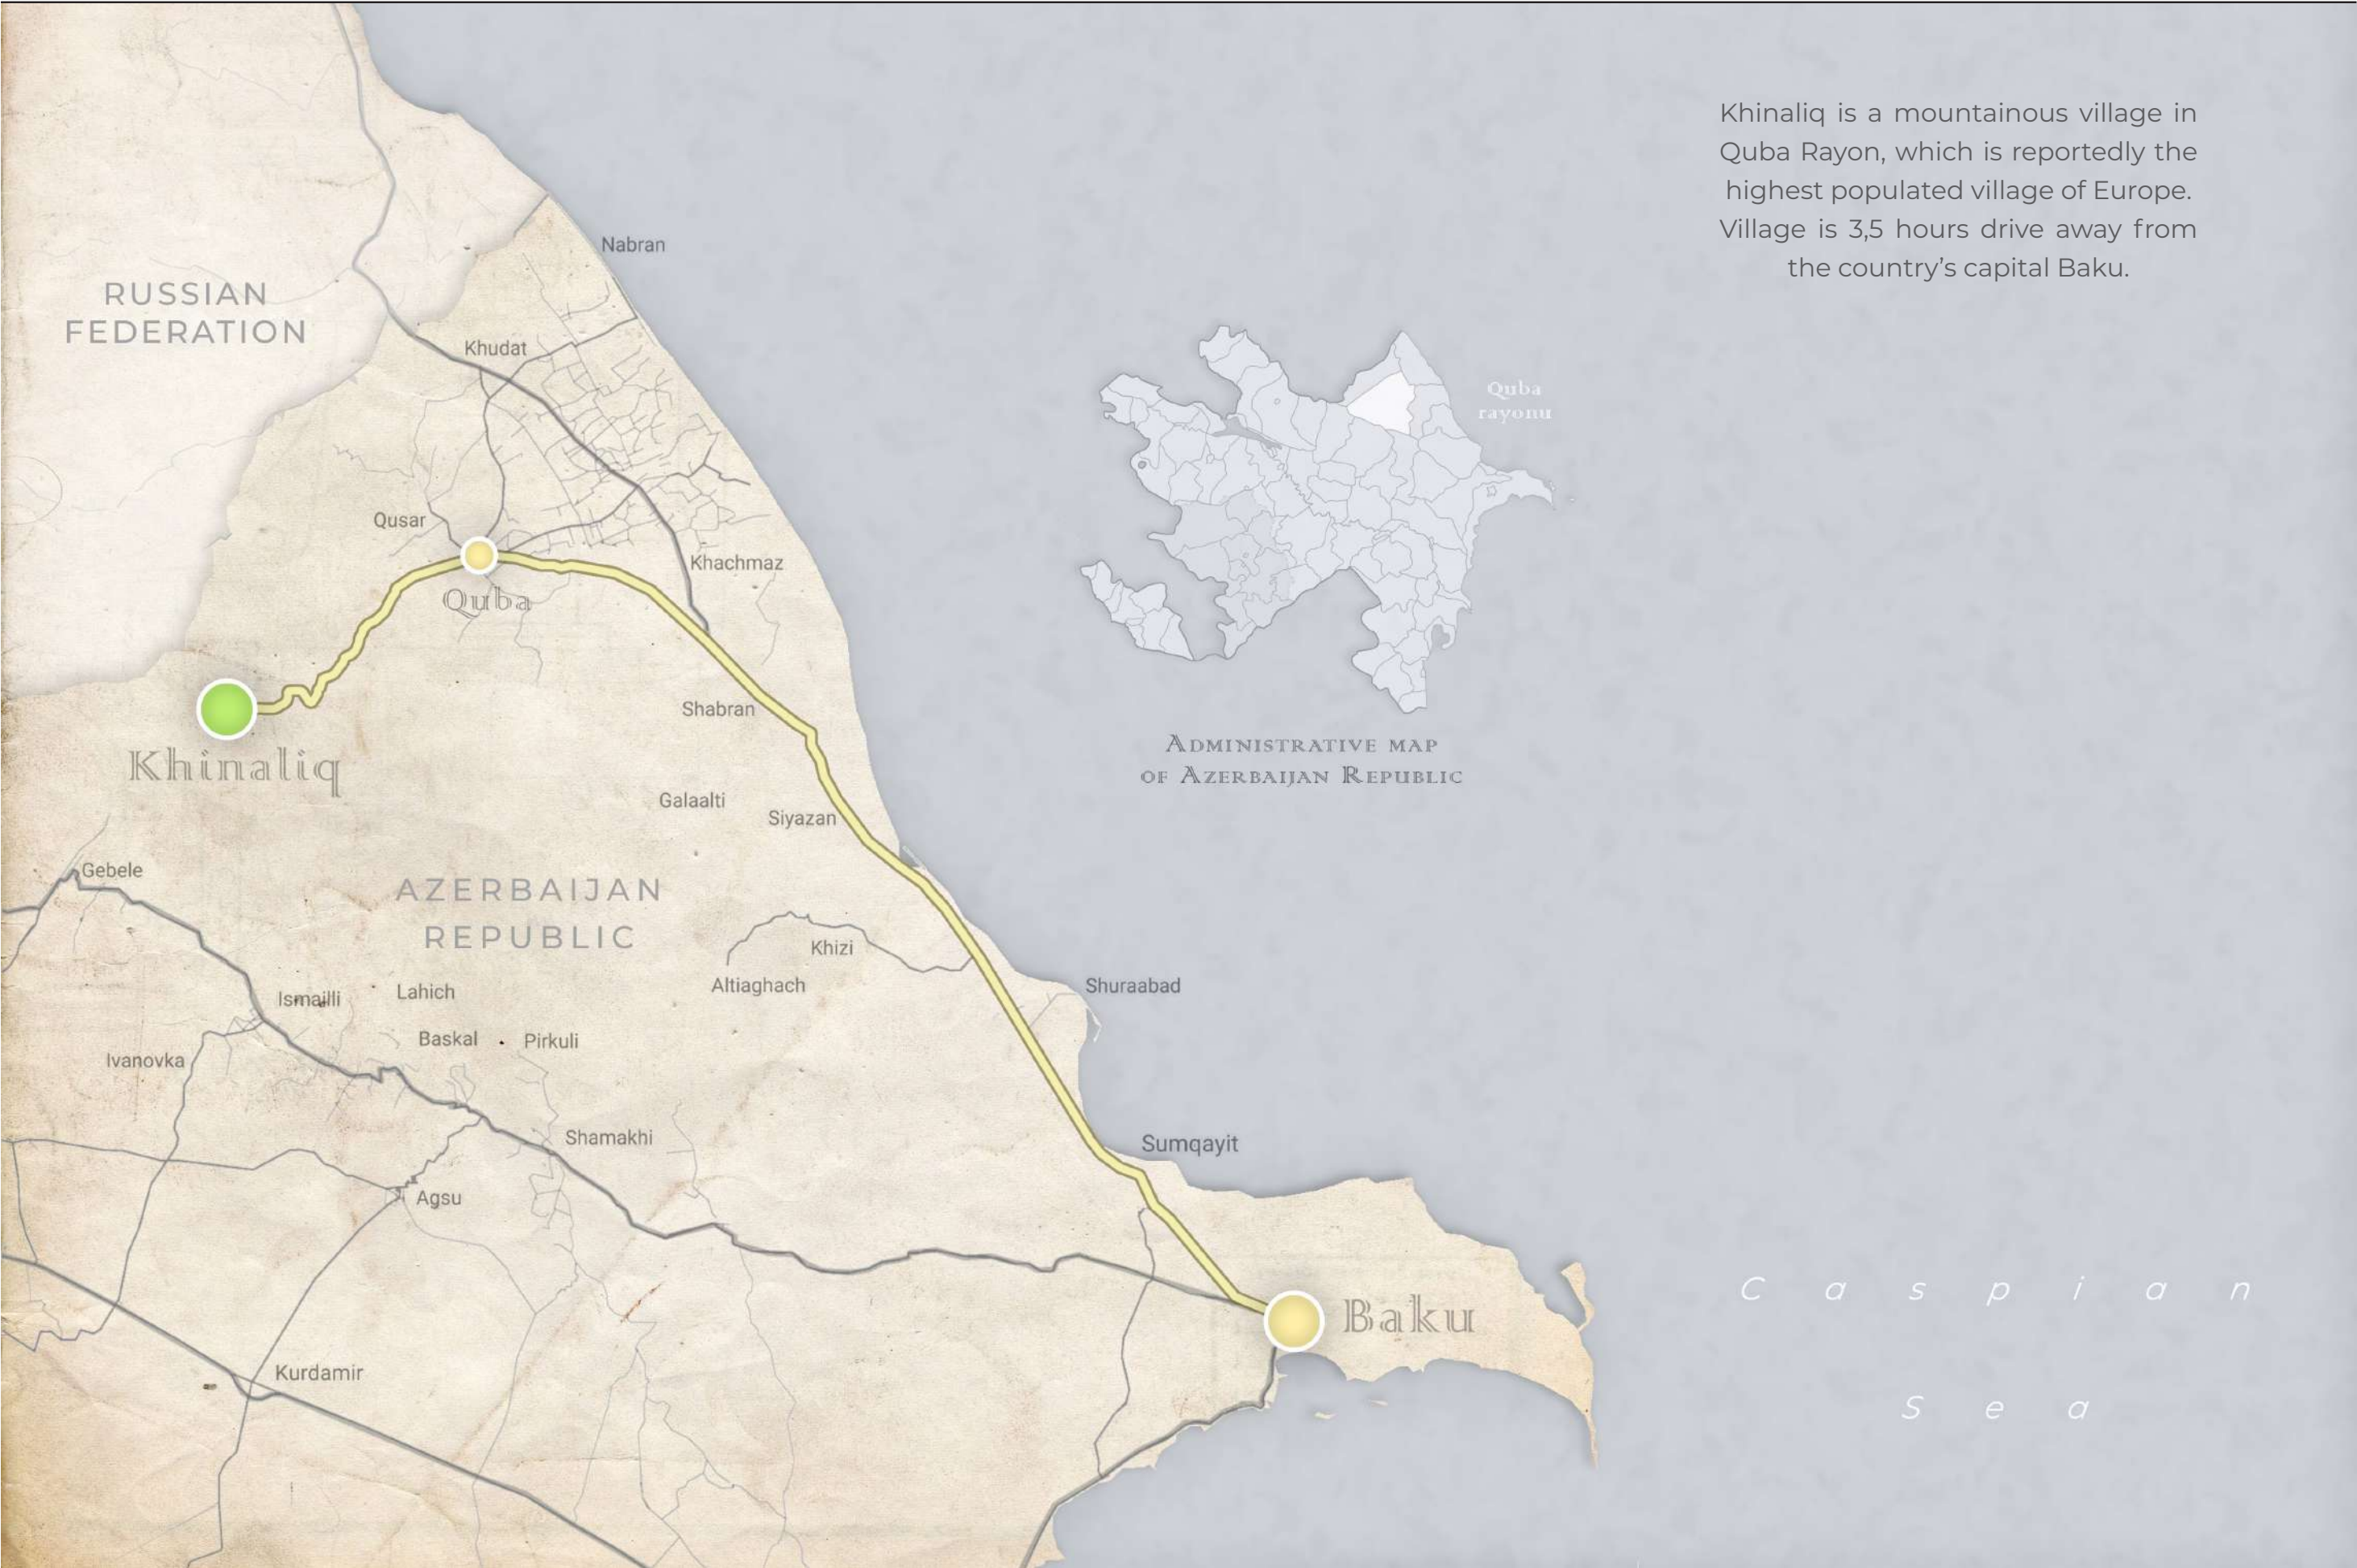 Khinaliq is a mountainous village in
Quba Rayon, which is reportedly the
highest populated village of Europe.
Village is 3,5 hours drive away from
the country’s capital Baku.
Nabran
RUSSIAN
FEDERATION
Khudat
Quba
rayonu
Qusar
Khachmaz
Quba
Shabran
Khinaliq
ADMINISTRATIVE MAP
OF AZERBAIJAN REPUBLIC
Galaalti
Siyazan
Gebele
AZERBAIJAN
REPUBLIC
Khizi
Altiaghach
Shuraabad
Ismailli
Lahich
Baskal
Pirkuli
Ivanovka
Shamakhi
Sumqayit
Agsu
Baku
Caspian
Sea
Kurdamir